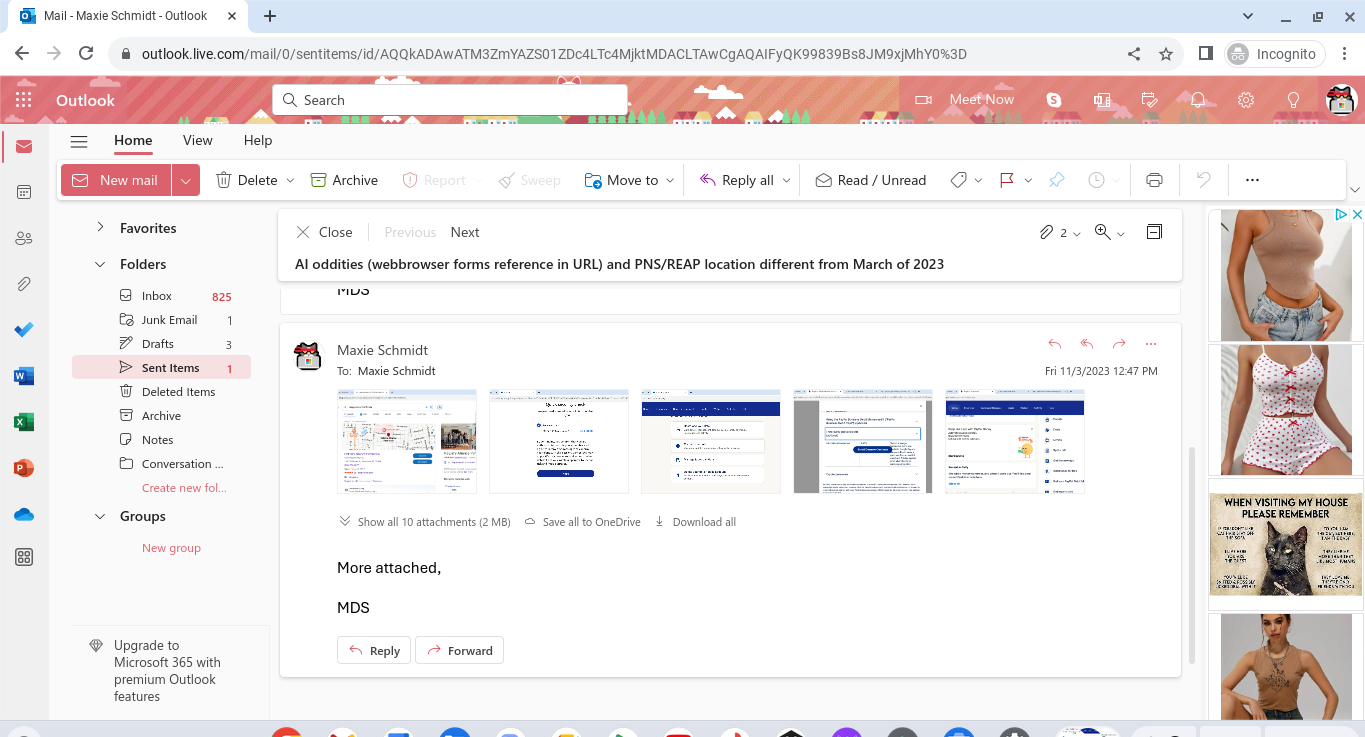 Mail - Maxie Schmidt - Outlook
outlook.live.com/mail/0/sentitems/id/AQQkADAwATM3ZmYAZS01ZDc4LTc4MjktMDACLTAwCgAQAIFyQK99839Bs8JM9xjMhY0%3D
Incognito
Outlook
Search
Meet Now
Home View Help
New mail Delete Archive Report Sweep Move to Reply all Read / Unread
Favorites
Folders
Inbox 825
Junk Email 1
Drafts 3
Sent Items 1
Deleted Items
Archive
Notes
Conversation ...
Create new fol...
Groups
New group
Upgrade to
Microsoft 365 with
premium Outlook
features
Close Previous Next 2
AI oddities (webbrowser forms reference in URL) and PNS/REAP location different from March of 2023
MDS
Maxie Schmidt
To: Maxie Schmidt Fri 11/3/2023 12:47 PM
Show all 10 attachments (2 MB) Save all to OneDrive Download all
More attached,
MDS
Reply Forward
WHEN VISITING MY HOUSE
PLEASE REMEMBER